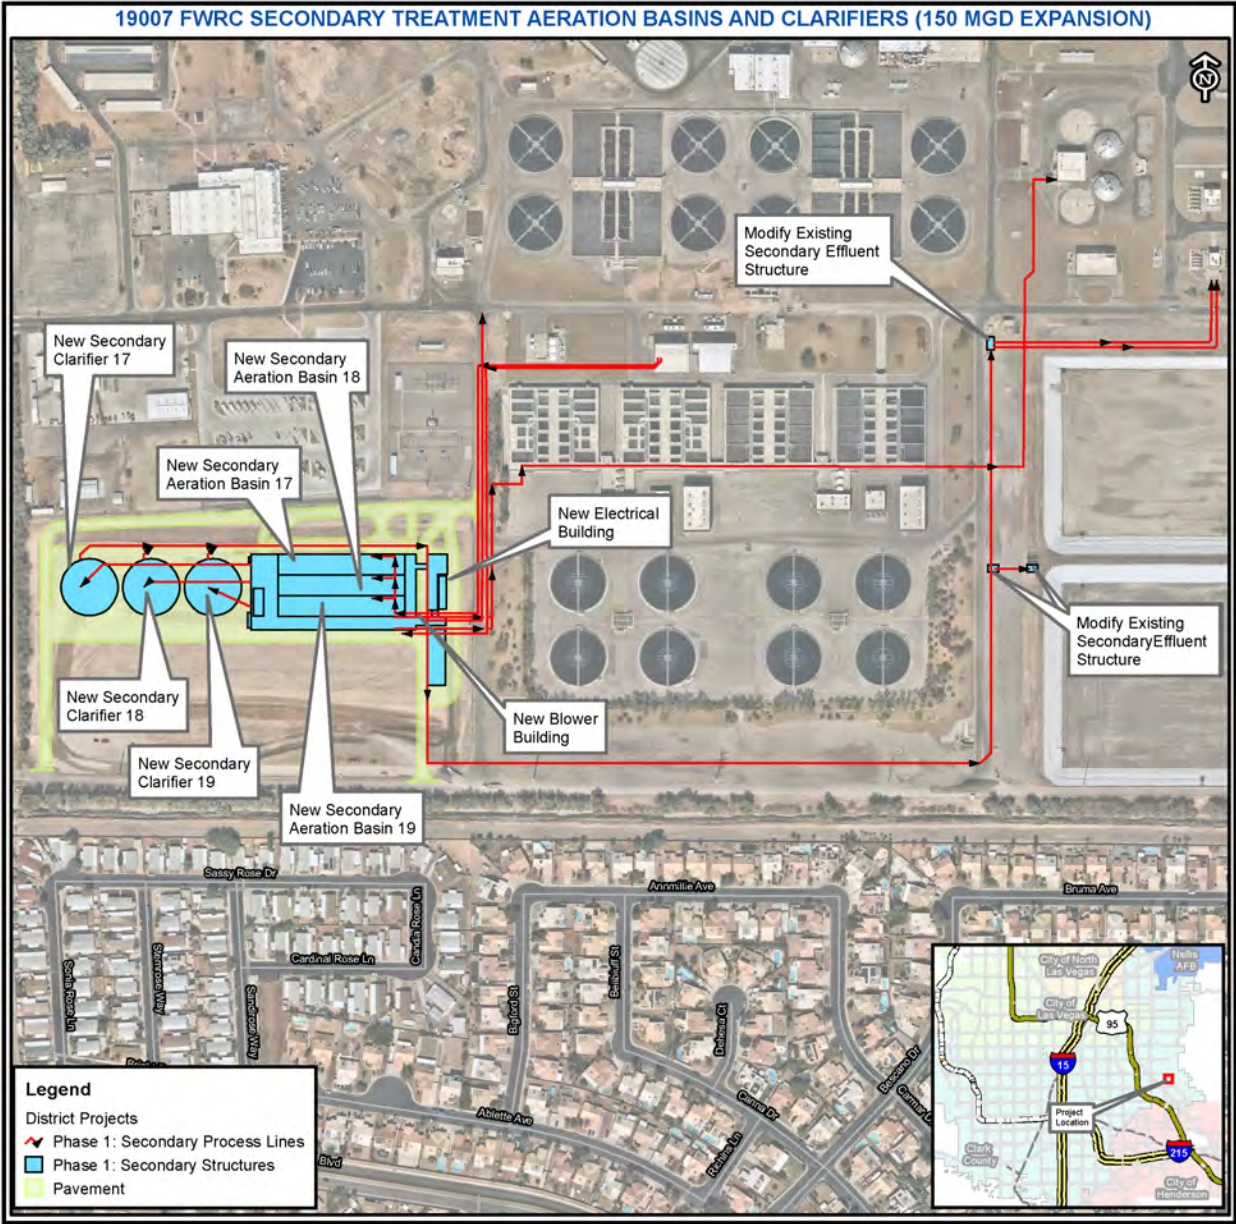 19007 FWRC SECONDARY TREATMENT AERATION BASINS AND CLARIFIERS (150 MGD EXPANSION)
N
Modify Existing
Secondary Effluent
Structure
New Secondary
Clarifier 17
New Secondary
Aeration Basin 18
New Secondary
Aeration Basin 17
New Electrical
Building
Modify Existing
SecondaryEffluent
Structure
New Secondary
Clarifier 18
New Blower
Building
New Secondary
Clarifier 19
New Secondary
Aeration Basin 19
Sassy Rose Dr
Annmillie Ave
Bruma Ave
Candia Rose Ln
Cardinal Rose Ln
Sonia Rose Ln
Stemrose Way
Sandrose Way
Bigford St
Bellbluff St
Dehesa Ct
Bescano Dr
Canna Dr
Ablette Ave
Richins Ln
Blvd
City of North
Las Vegas
Nellis
AFB
City of
Las Vegas
95
15
Project
Location
Clark
County
215
City of
Henderson
Legend
District Projects
Phase 1: Secondary Process Lines
Phase 1: Secondary Structures
Pavement